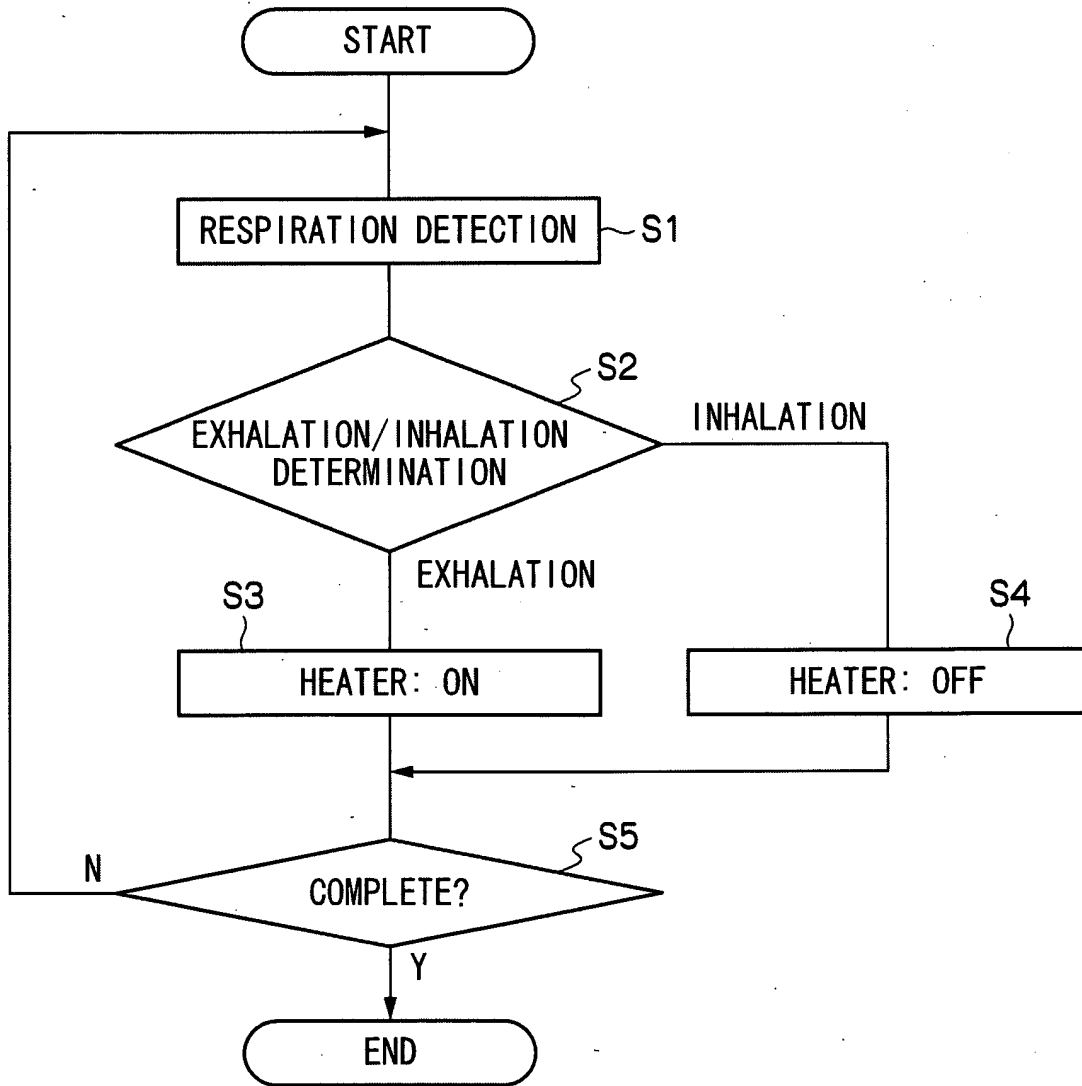 START
RESPIRATION DETECTION
S1
S2
EXHALATION/INHALATION
DETERMINATION
INHALATION
EXHALATION
S3
HEATER: ON
S4
HEATER: OFF
S5
COMPLETE?
N
Y
END